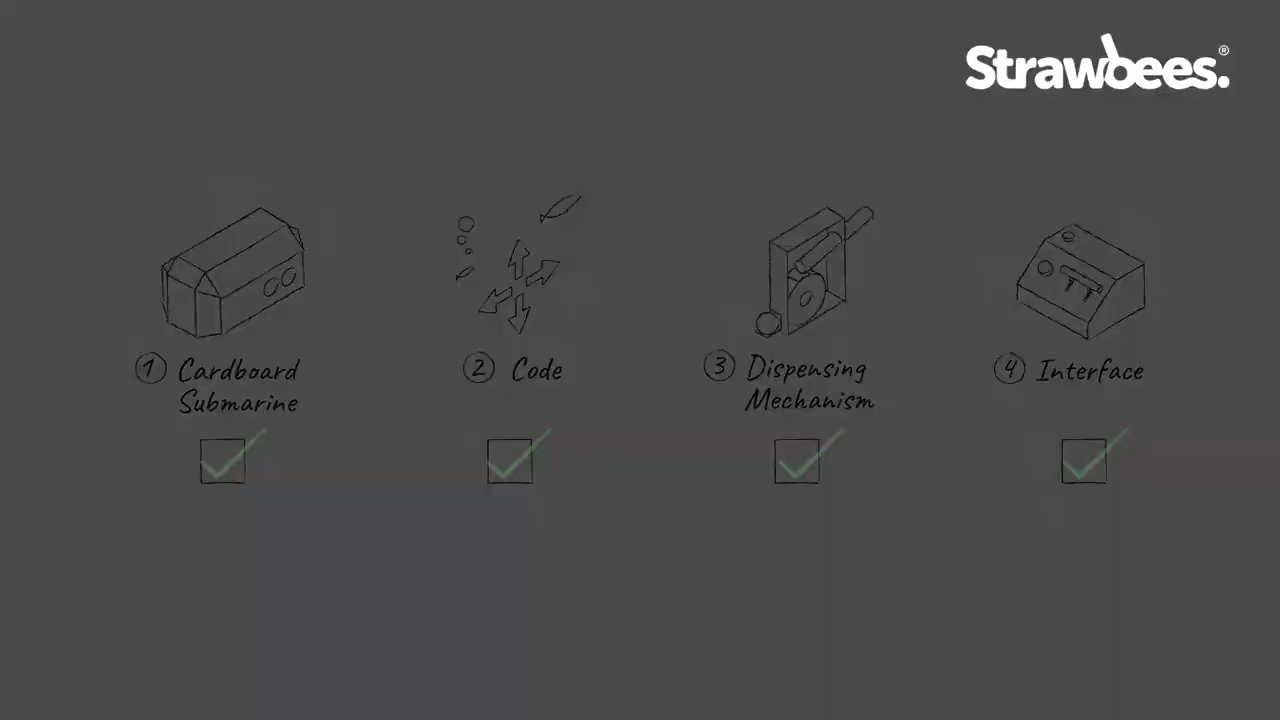 Strawbees.®
1 Cardboard
Submarine
2 Code
3 Dispensing
Mechanism
4 Interface